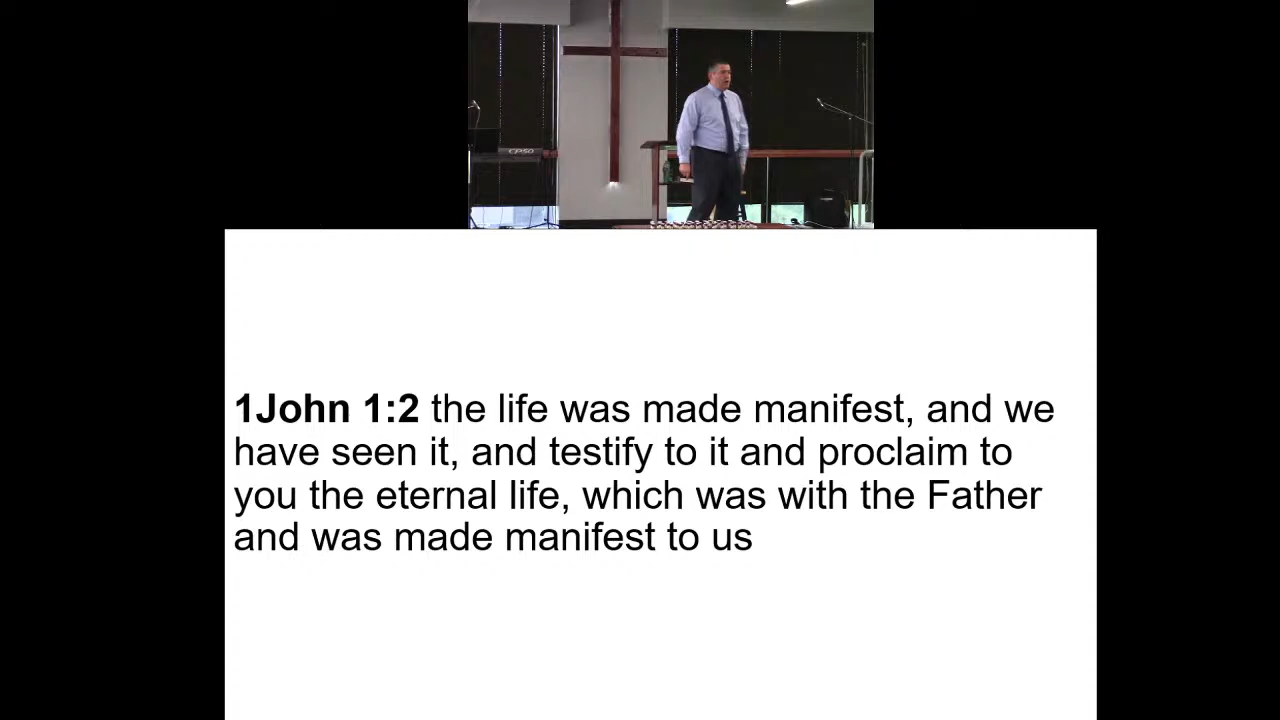 CP50
1John 1:2 the life was made manifest, and we
have seen it, and testify to it and proclaim to
you the eternal life, which was with the Father
and was made manifest to us